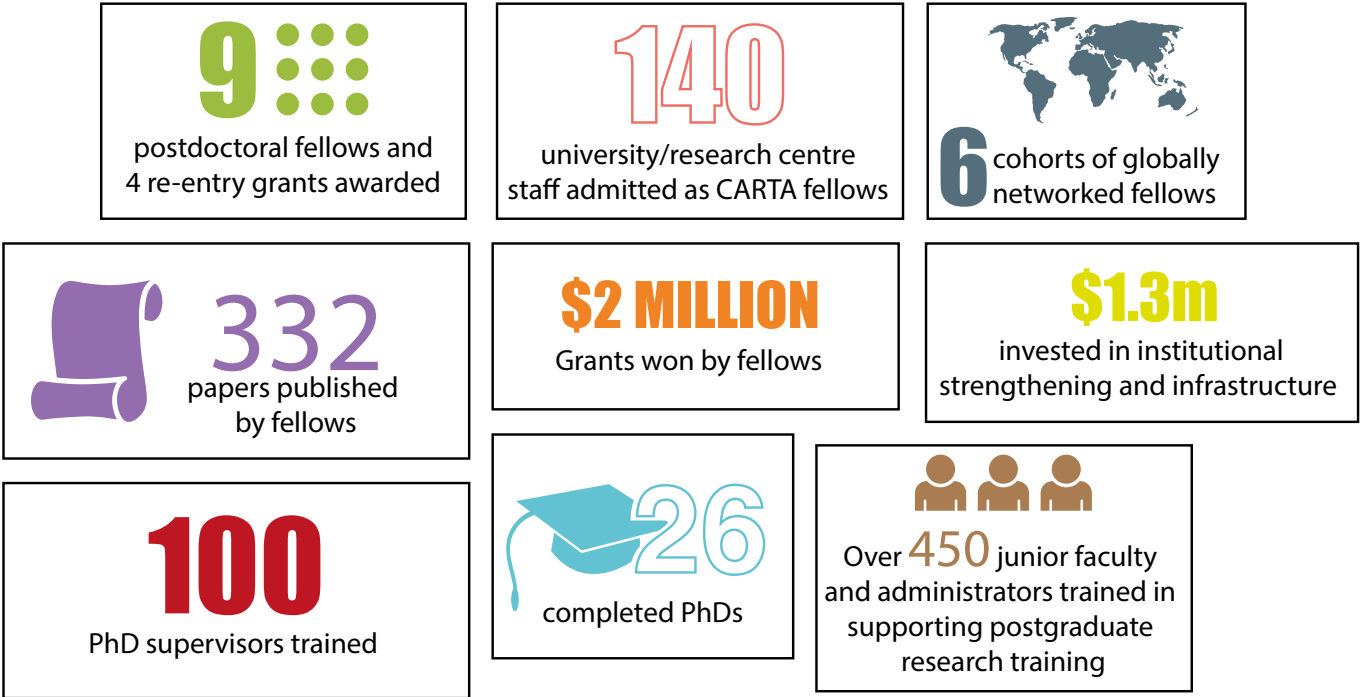 9
postdoctoral fellows and
4 re-entry grants awarded
140
university/research centre
staff admitted as CARTA fellows
6 cohorts of globally
networked fellows
332
papers published
by fellows
$2 MILLION
Grants won by fellows
$1.3m
invested in institutional
strengthening and infrastructure
100
PhD supervisors trained
26
completed PhDs
Over 450 junior faculty
and administrators trained in
supporting postgraduate
research training